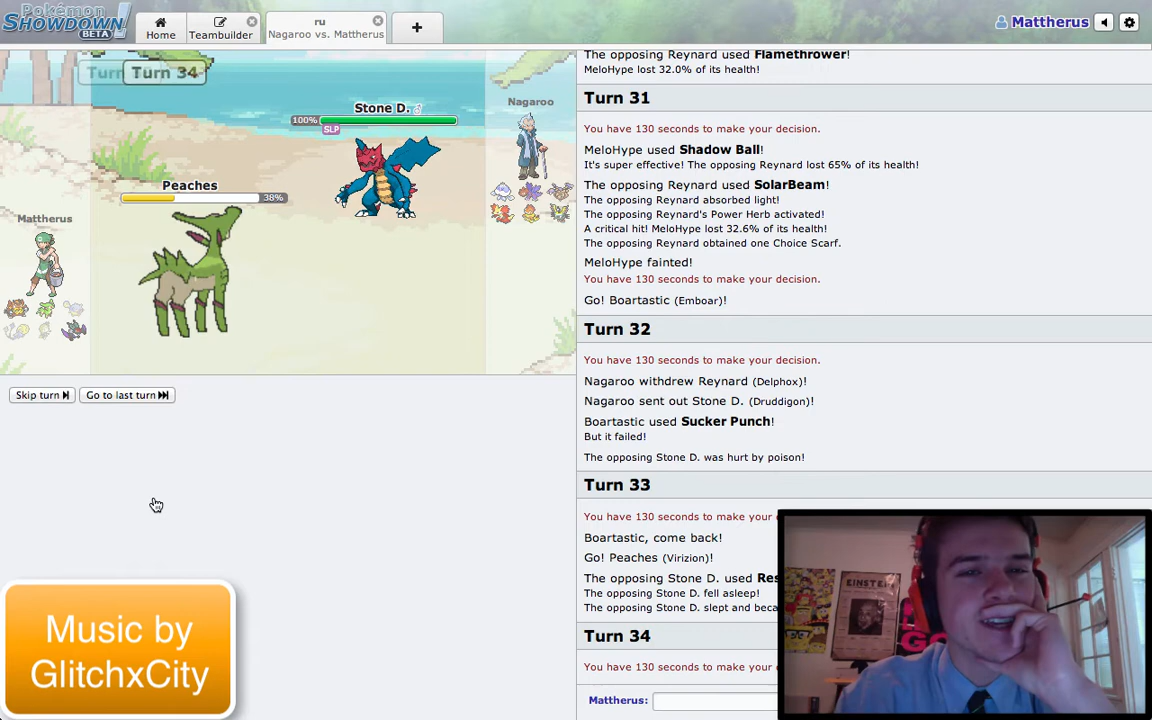 Pokémon
SHOWDOWN!
BETA
Home
Teambuilder
ru
Nagaroo vs. Mattherus
+
Mattherus
Turn 34
Stone D. ♂
100%
SLP
Nagaroo
Peaches
38%
Mattherus
Skip turn
Go to last turn
The opposing Reynard used Flamethrower!
MeloHype lost 32.0% of its health!
Turn 31
You have 130 seconds to make your decision.
MeloHype used Shadow Ball!
It's super effective! The opposing Reynard lost 65% of its health!
The opposing Reynard used SolarBeam!
The opposing Reynard absorbed light!
The opposing Reynard's Power Herb activated!
A critical hit! MeloHype lost 32.6% of its health!
The opposing Reynard obtained one Choice Scarf.
MeloHype fainted!
You have 130 seconds to make your decision.
Go! Boartastic (Emboar)!
Turn 32
You have 130 seconds to make your decision.
Nagaroo withdrew Reynard (Delphox)!
Nagaroo sent out Stone D. (Druddigon)!
Boartastic used Sucker Punch!
But it failed!
The opposing Stone D. was hurt by poison!
Turn 33
You have 130 seconds to make your d
Boartastic, come back!
Go! Peaches (Virizion)!
The opposing Stone D. used Res
The opposing Stone D. fell asleep!
The opposing Stone D. slept and beca
Turn 34
You have 130 seconds to make your d
Mattherus:
EINSTEIN
Music by
GlitchxCity